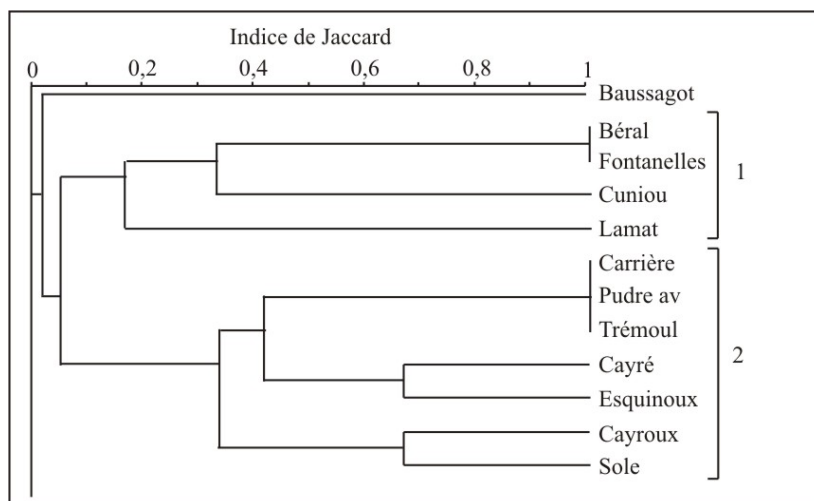 Indice de Jaccard
0 0,2 0,4 0,6 0,8 1
Baussagot
Béral
Fontanelles
1
Cuniou
Lamat
Carrière
Pudre av
Trémoul
2
Cayré
Esquinoux
Cayroux
Sole